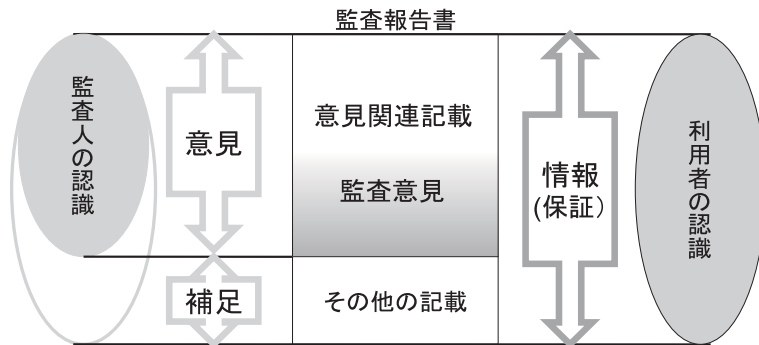 監査報告書
監査人の認識
意見
意見関連記載
監査意見
情報
(保証)
利用者の認識
補足
その他の記載